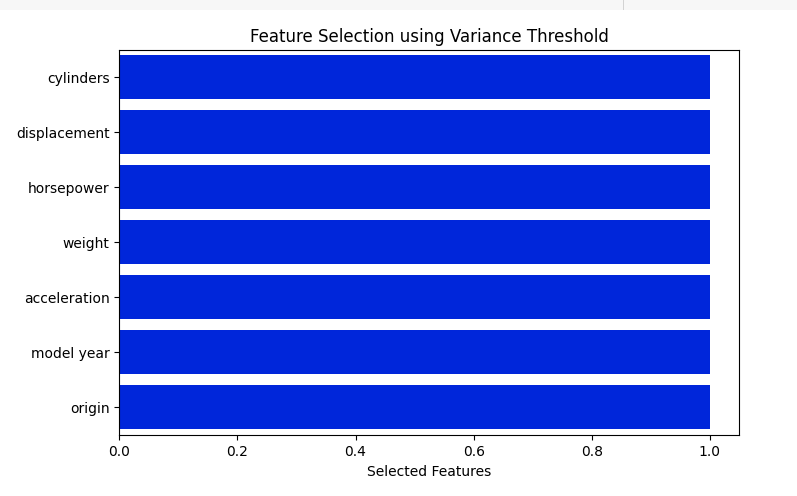 Feature Selection using Variance Threshold
cylinders
displacement
horsepower
weight
acceleration
model year
origin
0.0 0.2 0.4 0.6 0.8 1.0
Selected Features